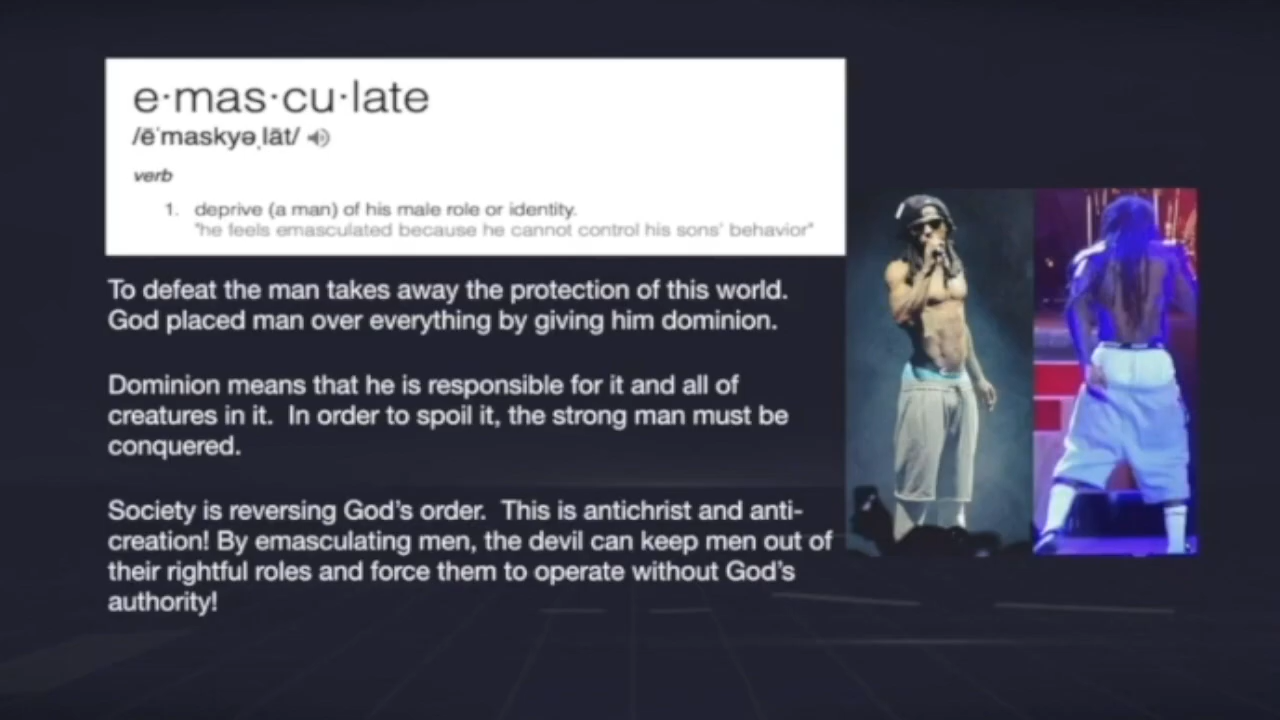 e·mas·cu·late
/ēˈmaskyəˌlāt/
verb
1. deprive (a man) of his male role or identity.
"he feels emasculated because he cannot control his sons' behavior"
To defeat the man takes away the protection of this world.
God placed man over everything by giving him dominion.
Dominion means that he is responsible for it and all of
creatures in it.  In order to spoil it, the strong man must be
conquered.
Society is reversing God's order.  This is antichrist and anti-
creation! By emasculating men, the devil can keep men out of
their rightful roles and force them to operate without God's
authority!